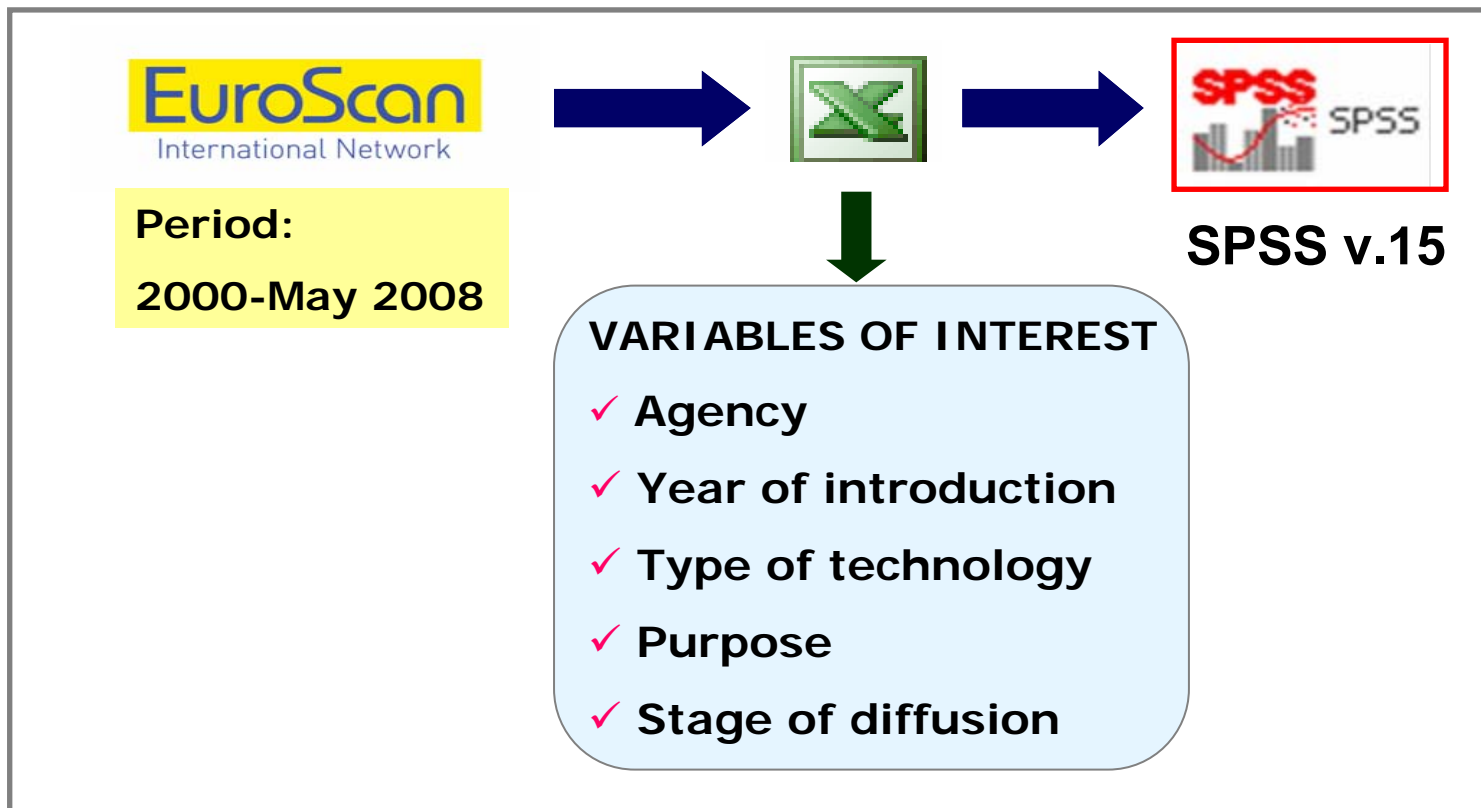 EuroScan
International Network
Period:
2000-May 2008
SPSS
SPSS
SPSS v.15
VARIABLES OF INTEREST
✓ Agency
✓ Year of introduction
✓ Type of technology
✓ Purpose
✓ Stage of diffusion